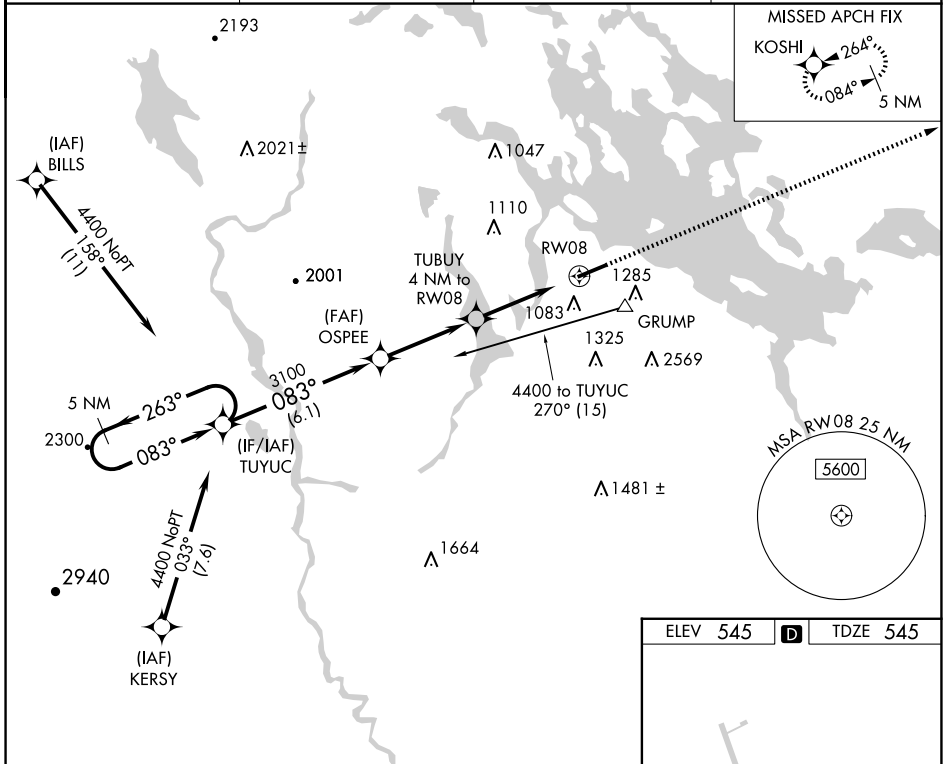 2193
MISSED APCH FIX
KOSHI
264°
084°
5 NM
(IAF)
BILLS
2021±
1047
4400 NoPT
158°
(11)
1110
RW08
TUBUY
4 NM to
RW08
2001
1285
1083
GRUMP
(FAF)
OSPEE
1325
2569
3100
083°
(6.1)
4400 to TUYUC
270° (15)
5 NM
263°
2300
083°
(IF/IAF)
TUYUC
MSA RW08 25 NM
5600
1481 ±
4400 NoPT
033°
(7.6)
1664
2940
(IAF)
KERSY
ELEV 545 D TDZE 545